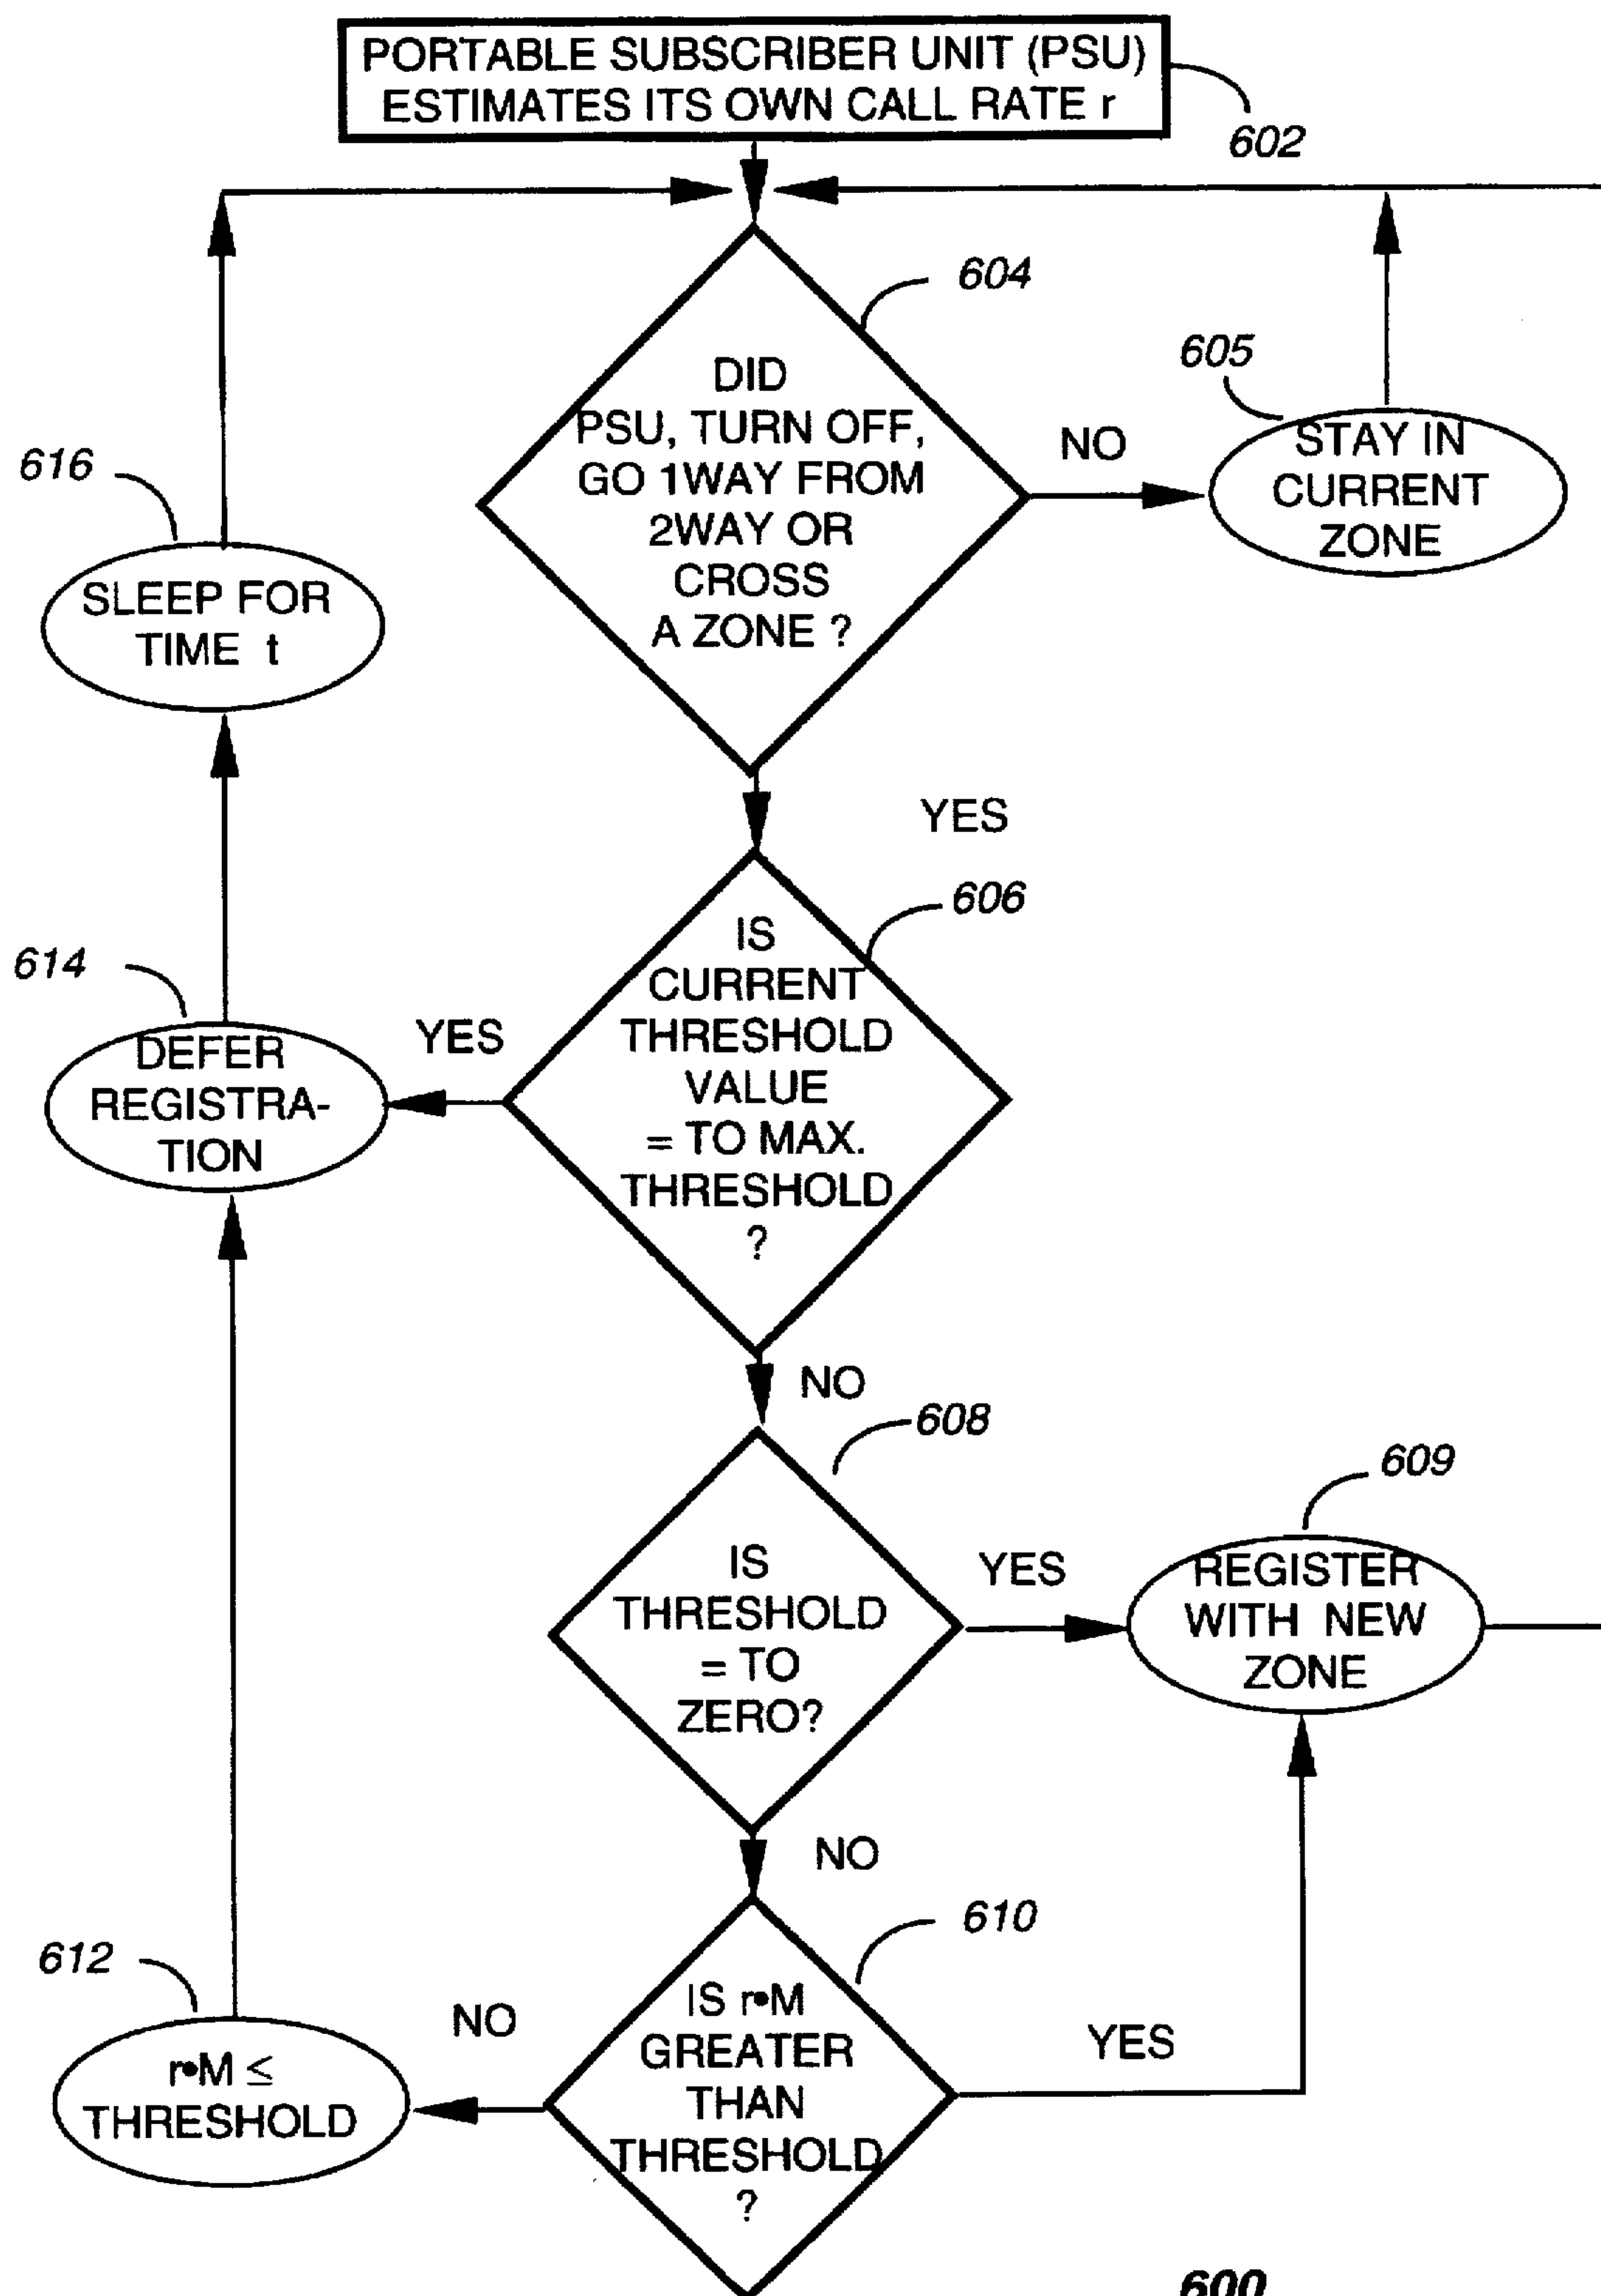 PORTABLE SUBSCRIBER UNIT (PSU)
ESTIMATES ITS OWN CALL RATE r
602
604
DID
PSU, TURN OFF,
GO 1WAY FROM
2WAY OR
CROSS
A ZONE ?
NO
605
STAY IN
CURRENT
ZONE
616
SLEEP FOR
TIME t
YES
606
IS
CURRENT
THRESHOLD
VALUE
= TO MAX.
THRESHOLD
?
YES
614
DEFER
REGISTRA-
TION
NO
608
IS
THRESHOLD
= TO
ZERO?
YES
609
REGISTER
WITH NEW
ZONE
NO
610
IS r•M
GREATER
THAN
THRESHOLD
?
YES
NO
612
r•M ≤
THRESHOLD
600